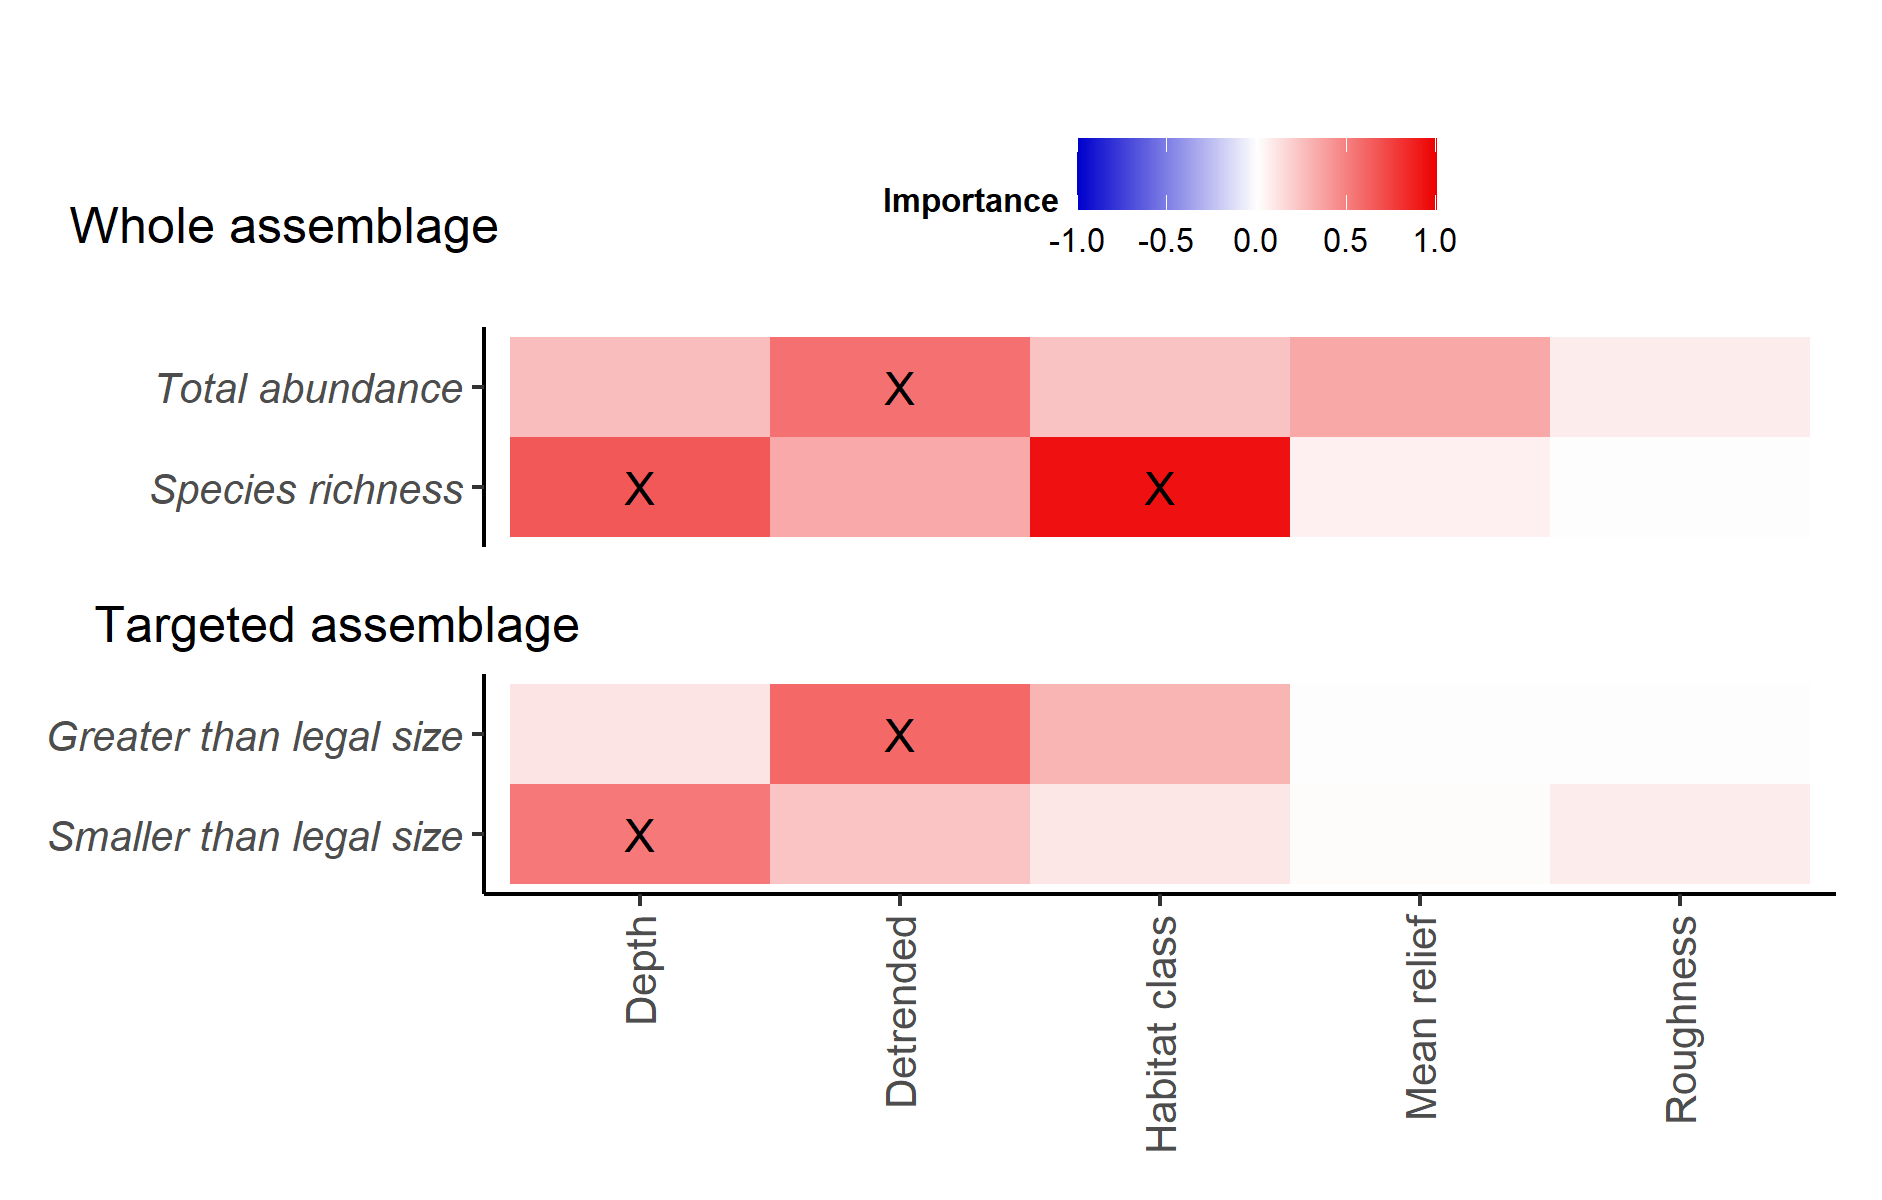 Importance
-1.0 -0.5 0.0 0.5 1.0
Whole assemblage
Total abundance
X
Species richness
X X
Targeted assemblage
Greater than legal size
X
Smaller than legal size
X
Depth
Detrended
Habitat class
Mean relief
Roughness